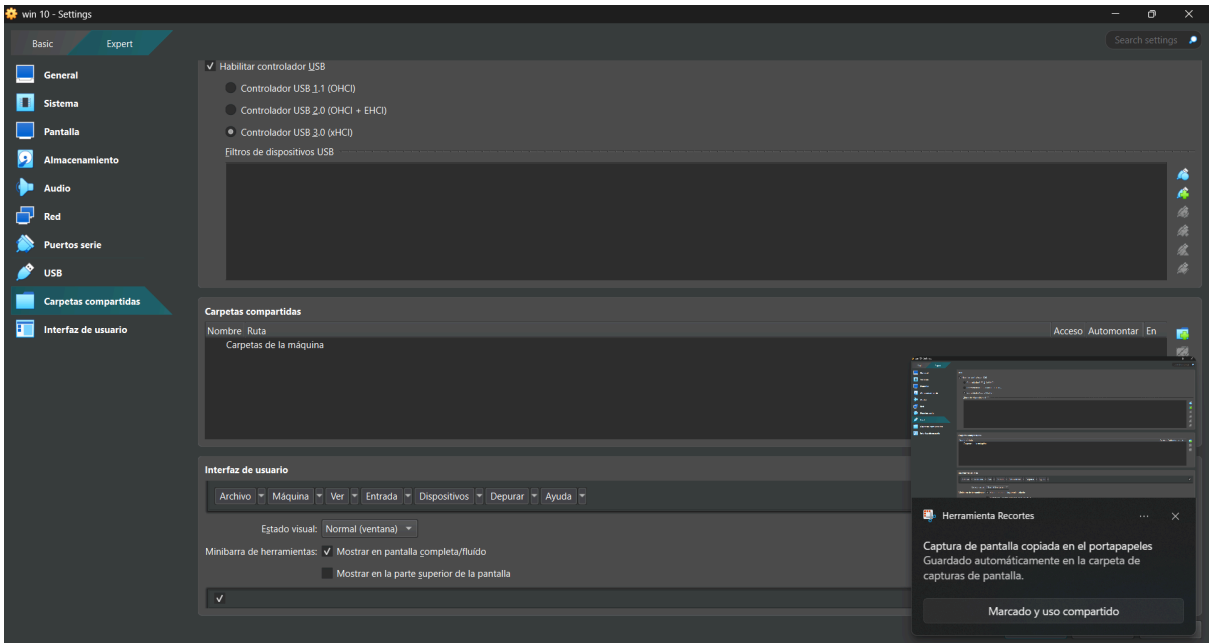 win 10 - Settings
Basic Expert Search settings
General
Sistema
Pantalla
Almacenamiento
Audio
Red
Puertos serie
USB
Carpetas compartidas
Interfaz de usuario
Habilitar controlador USB
Controlador USB 1.1 (OHCI)
Controlador USB 2.0 (OHCI + EHCI)
Controlador USB 3.0 (xHCI)
Filtros de dispositivos USB
Carpetas compartidas
Nombre Ruta Acceso Automontar En
Carpetas de la máquina
Interfaz de usuario
Archivo Máquina Ver Entrada Dispositivos Depurar Ayuda
Estado visual: Normal (ventana)
Minibarra de herramientas: Mostrar en pantalla completa/fluído
Mostrar en la parte superior de la pantalla
Herramienta Recortes
Captura de pantalla copiada en el portapapeles
Guardado automáticamente en la carpeta de
capturas de pantalla.
Marcado y uso compartido